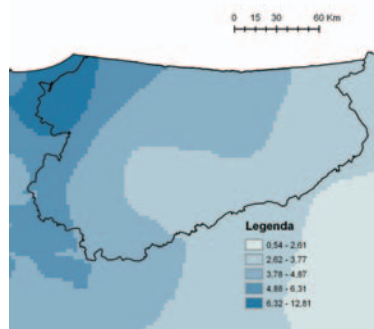 0 15 30 60 Km
Legenda
0,54 - 2,61
2,62 - 3,77
3,78 - 4,87
4,88 - 6,31
6,32 - 12,81